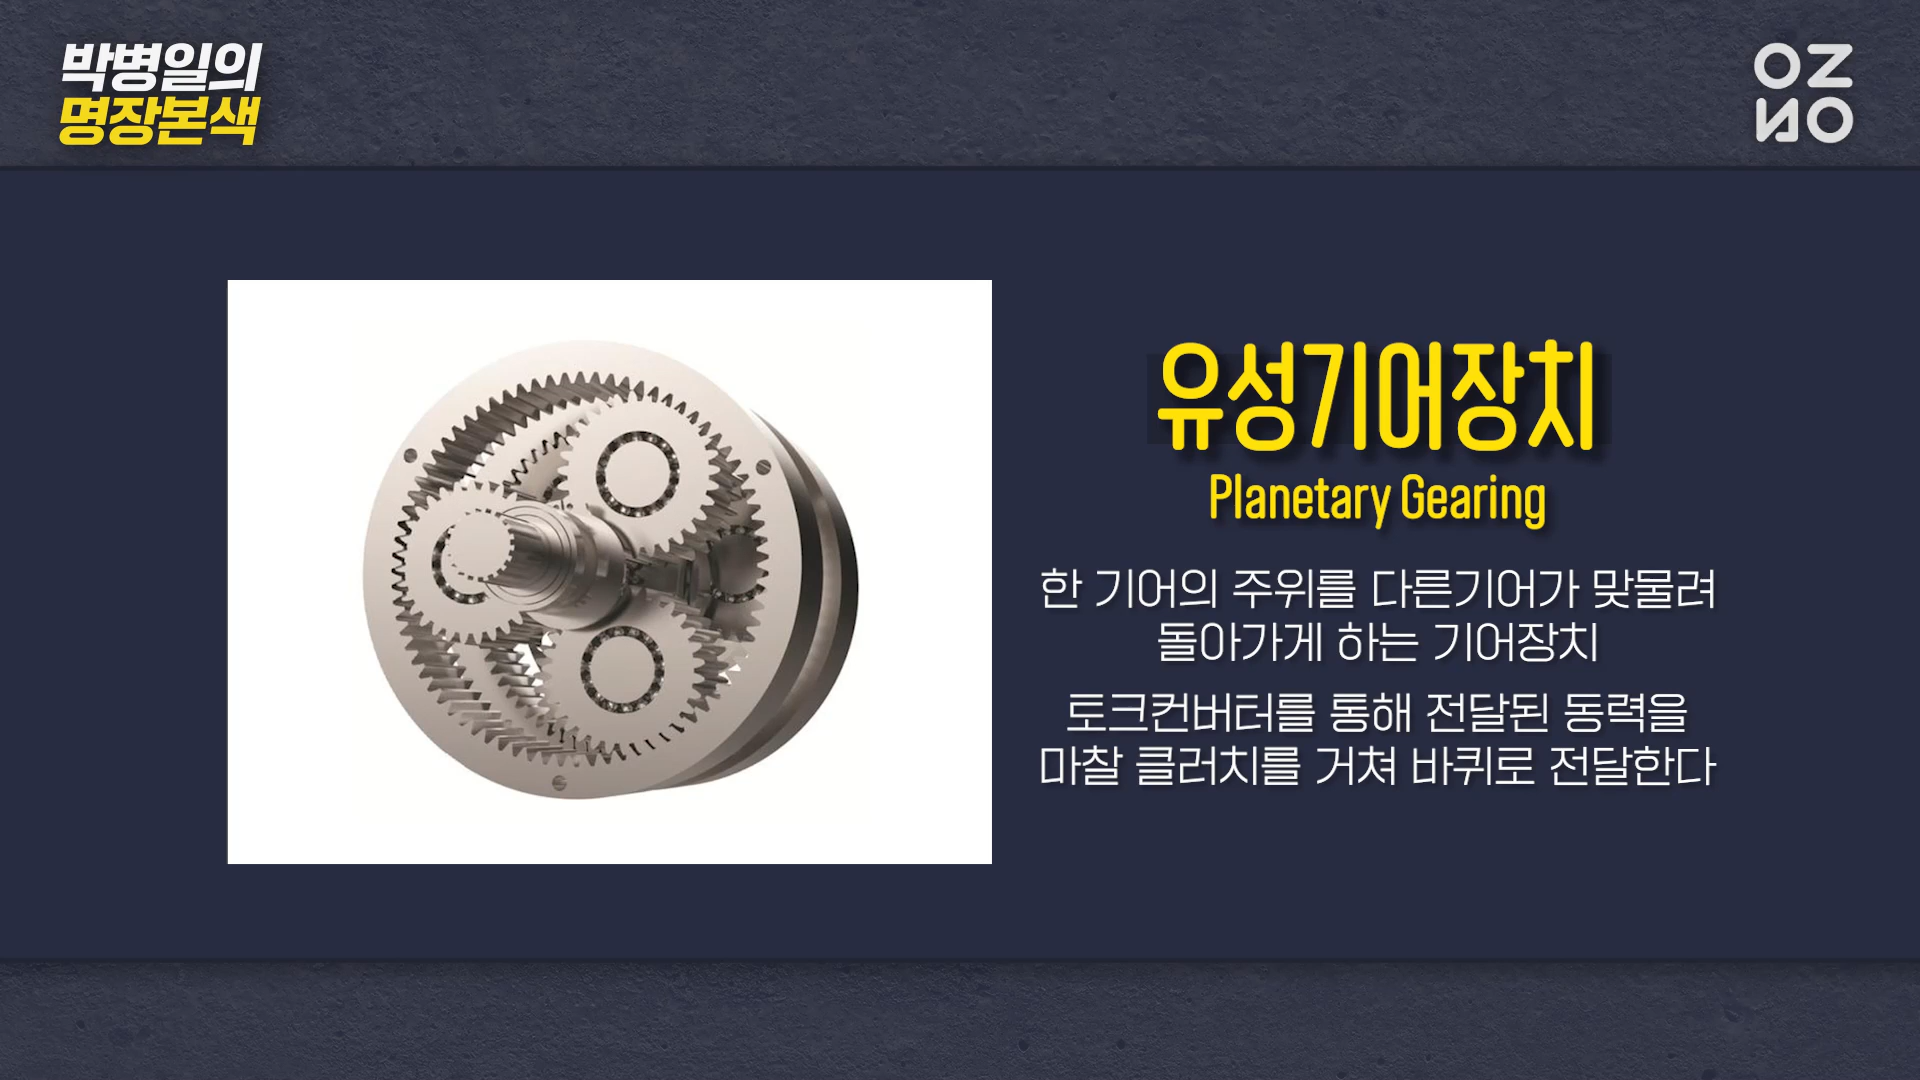 박병일의
명장본색
OZ
NO
유성기어장치
Planetary Gearing
한 기어의 주위를 다른기어가 맞물려
돌아가게 하는 기어장치
토크컨버터를 통해 전달된 동력을
마찰 클러치를 거쳐 바퀴로 전달한다